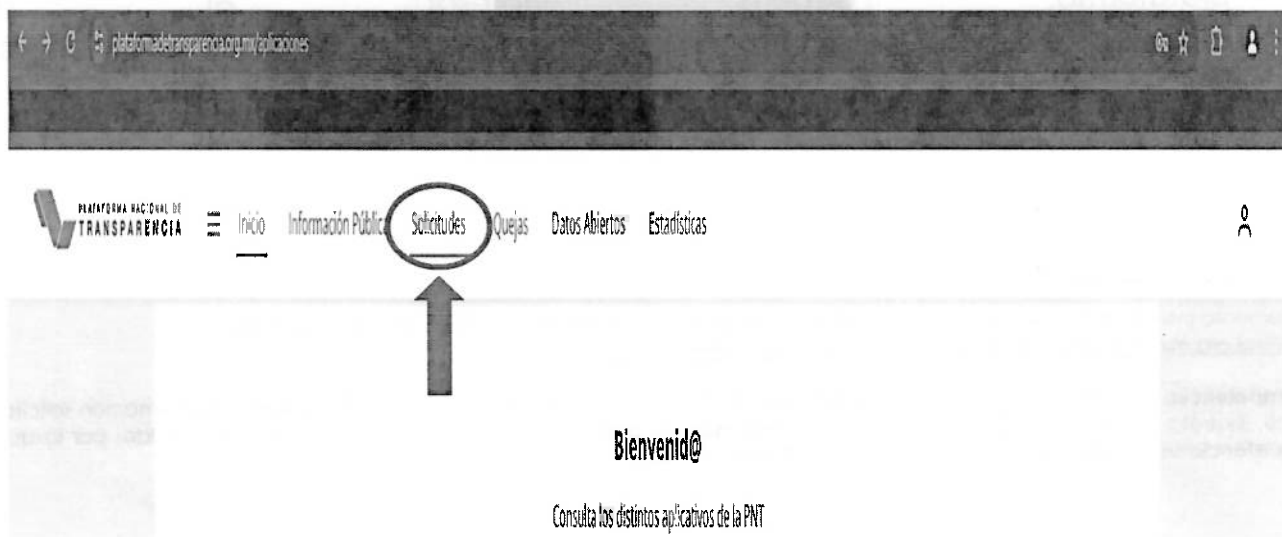 plataformadetransparencia.org.mx/aplicaciones
PLATAFORMA NACIONAL DE
TRANSPARENCIA
Inicio Información Pública Solicitudes Quejas Datos Abiertos Estadísticas
Bienvenid@
Consulta los distintos aplicativos de la PNT